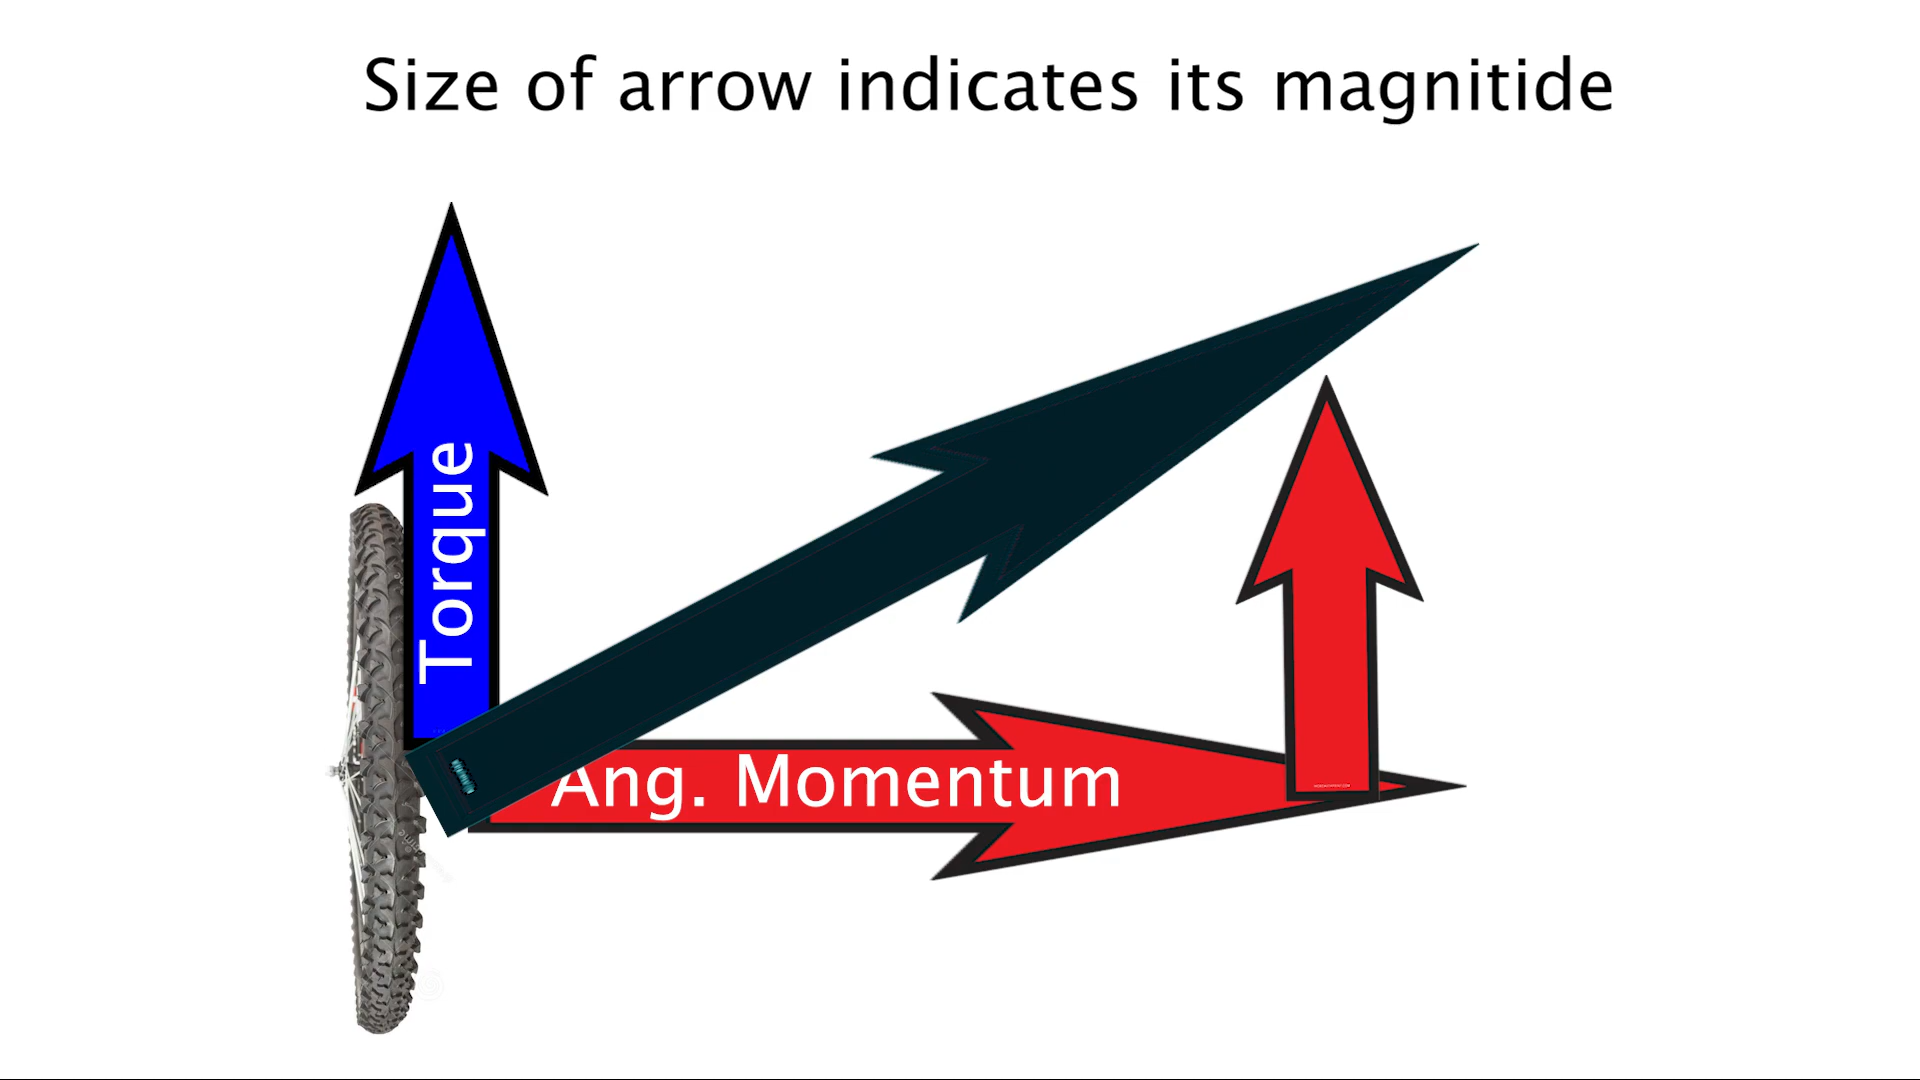 Size of arrow indicates its magnitide
Torque
Ang. Momentum